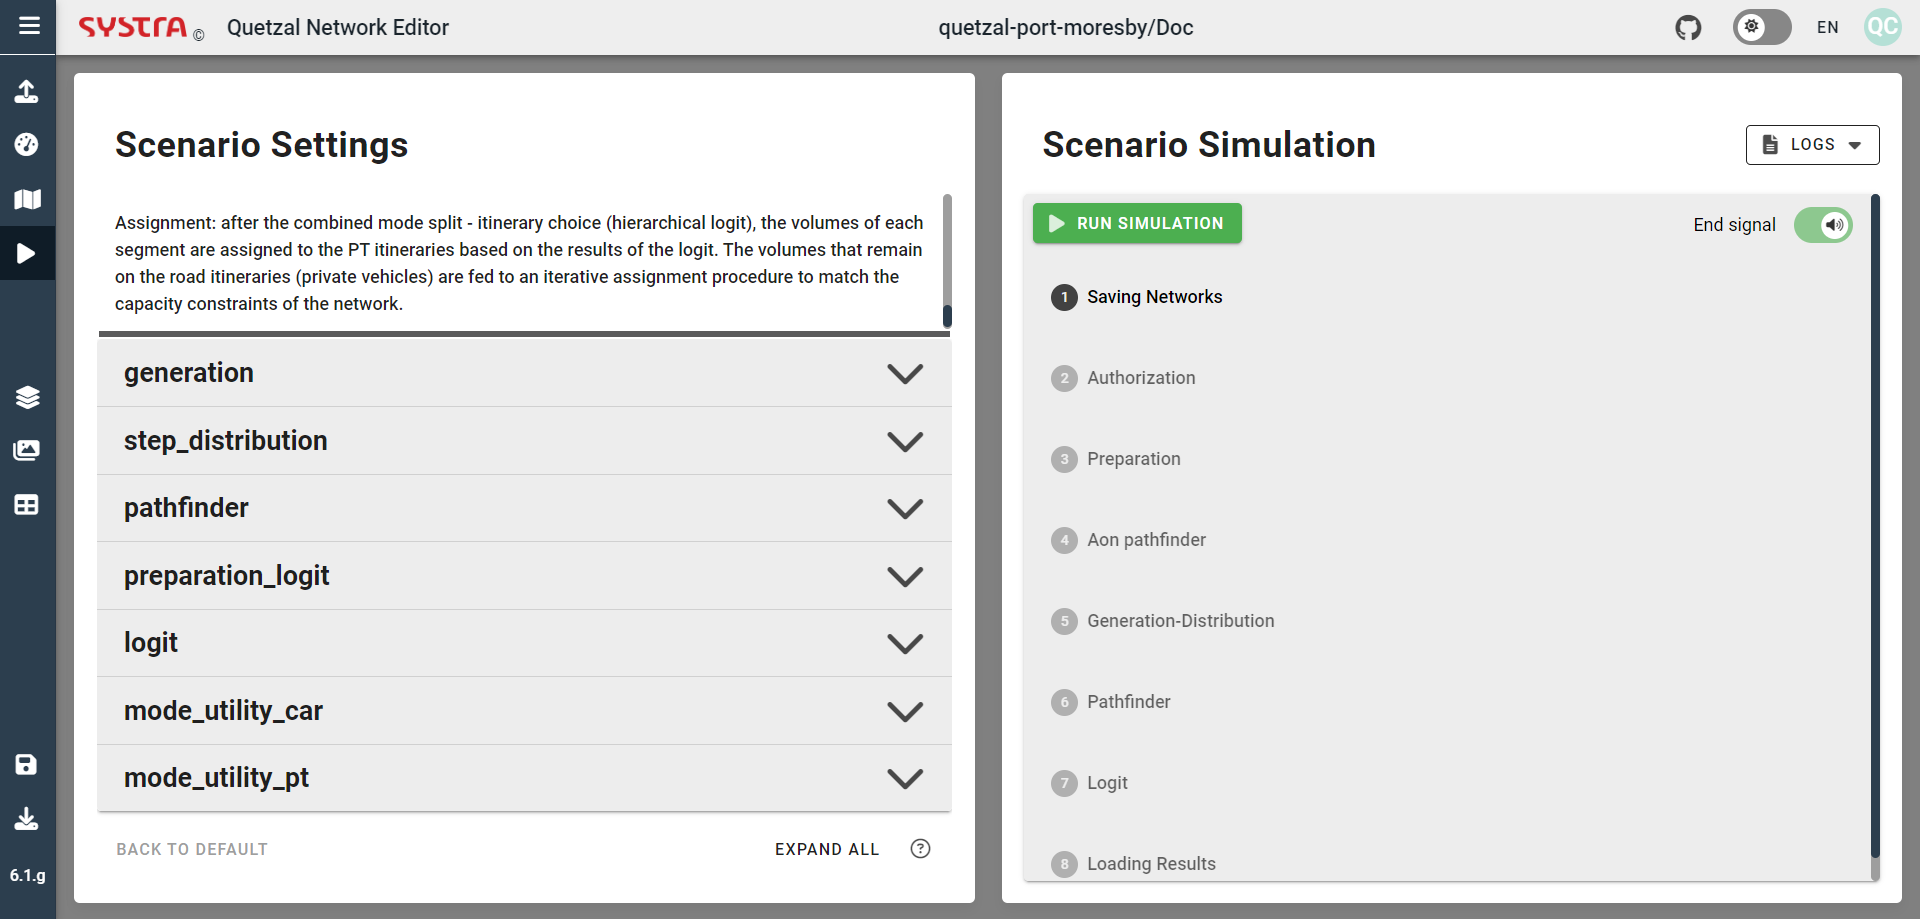 SYSTRA © Quetzal Network Editor
quetzal-port-moresby/Doc
EN
QC
Scenario Settings
Assignment: after the combined mode split - itinerary choice (hierarchical logit), the volumes of each
segment are assigned to the PT itineraries based on the results of the logit. The volumes that remain
on the road itineraries (private vehicles) are fed to an iterative assignment procedure to match the
capacity constraints of the network.
generation
step_distribution
pathfinder
preparation_logit
logit
mode_utility_car
mode_utility_pt
BACK TO DEFAULT
EXPAND ALL
?
Scenario Simulation
LOGS
RUN SIMULATION
End signal
1 Saving Networks
2 Authorization
3 Preparation
4 Aon pathfinder
5 Generation-Distribution
6 Pathfinder
7 Logit
8 Loading Results
6.1.g